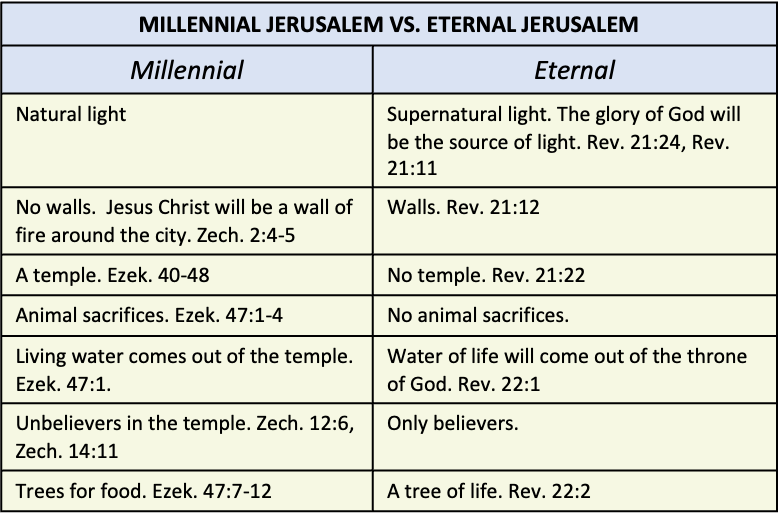 MILLENNIAL JERUSALEM VS. ETERNAL JERUSALEM
Millennial
Eternal
Natural light
Supernatural light. The glory of God will
be the source of light. Rev. 21:24, Rev.
21:11
No walls.  Jesus Christ will be a wall of
fire around the city. Zech. 2:4-5
Walls. Rev. 21:12
A temple. Ezek. 40-48
No temple. Rev. 21:22
Animal sacrifices. Ezek. 47:1-4
No animal sacrifices.
Living water comes out of the temple.
Ezek. 47:1.
Water of life will come out of the throne
of God. Rev. 22:1
Unbelievers in the temple. Zech. 12:6,
Zech. 14:11
Only believers.
Trees for food. Ezek. 47:7-12
A tree of life. Rev. 22:2